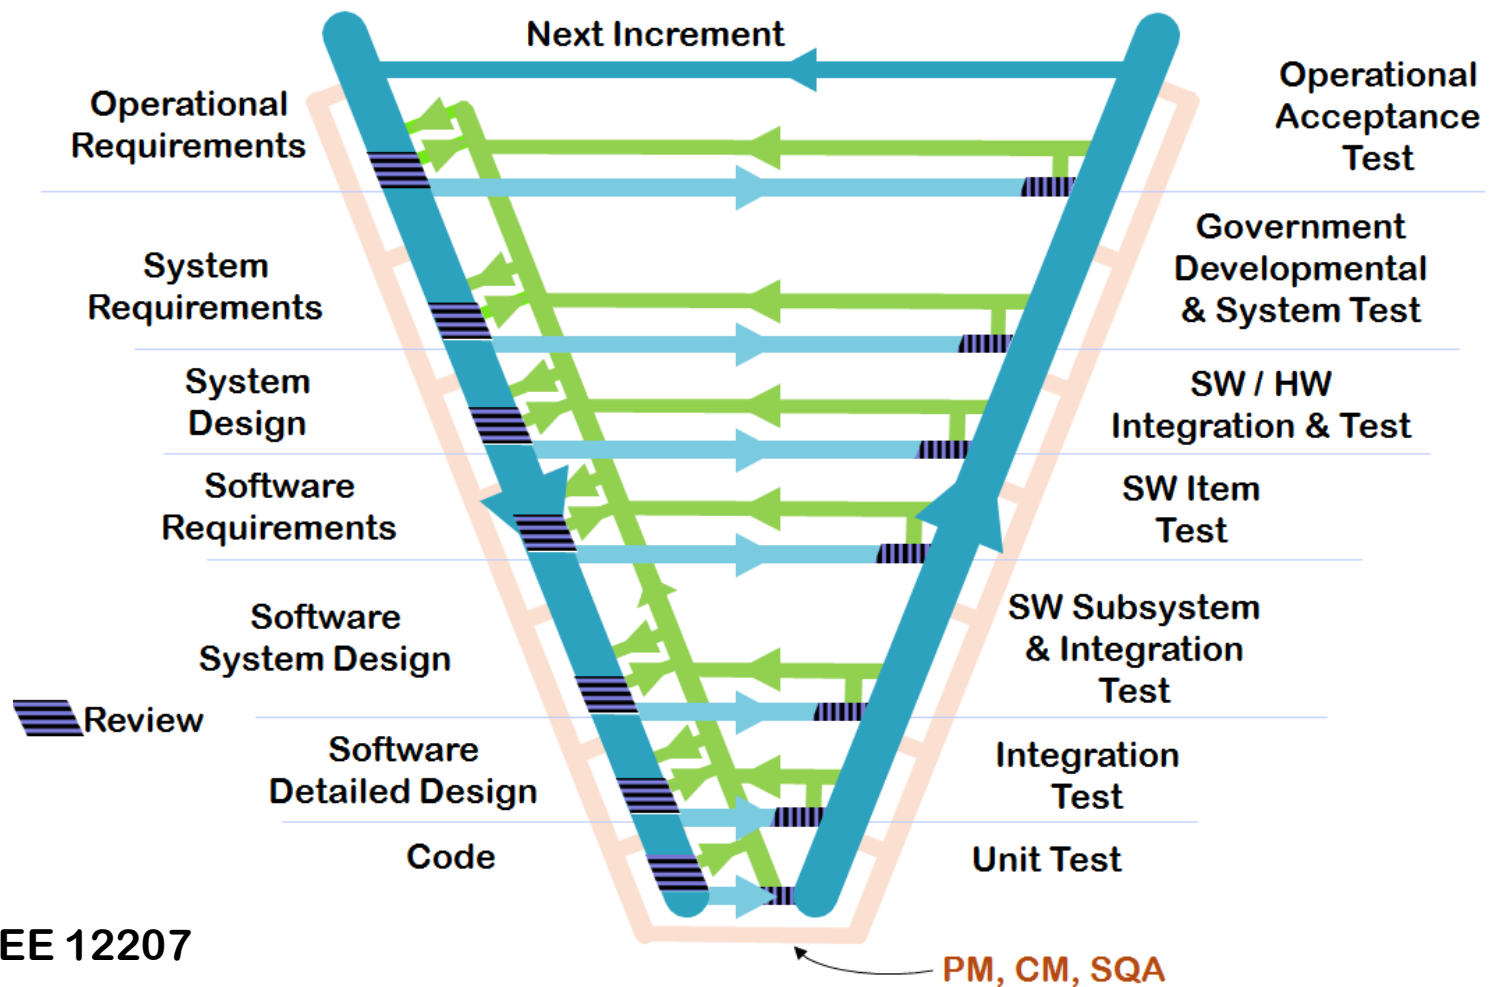 Next Increment
Operational
Requirements
Operational
Acceptance
Test
System
Requirements
Government
Developmental
& System Test
System
Design
SW / HW
Integration & Test
Software
Requirements
SW Item
Test
Software
System Design
SW Subsystem
& Integration
Test
Review
Software
Detailed Design
Integration
Test
Code
Unit Test
EE 12207
PM, CM, SQA